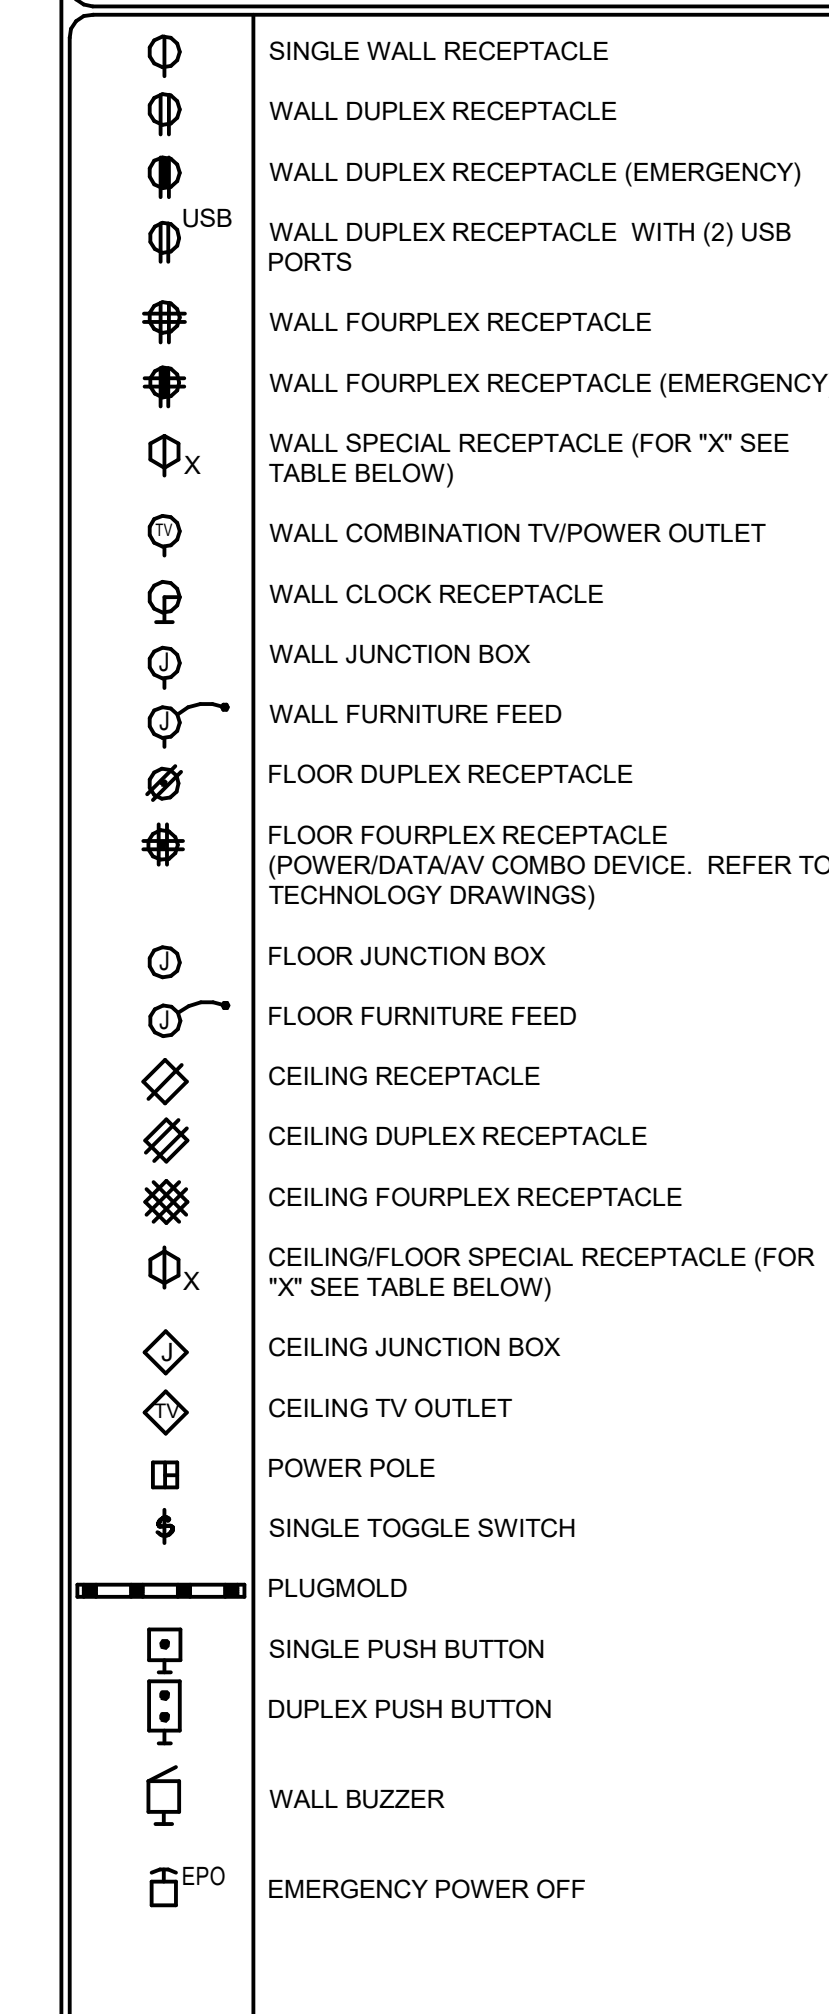 SINGLE WALL RECEPTACLE
WALL DUPLEX RECEPTACLE
WALL DUPLEX RECEPTACLE (EMERGENCY)
USB
WALL DUPLEX RECEPTACLE WITH (2) USB
PORTS
WALL FOURPLEX RECEPTACLE
WALL FOURPLEX RECEPTACLE (EMERGENCY)
X
WALL SPECIAL RECEPTACLE (FOR "X" SEE
TABLE BELOW)
TV
WALL COMBINATION TV/POWER OUTLET
WALL CLOCK RECEPTACLE
J
WALL JUNCTION BOX
J
WALL FURNITURE FEED
FLOOR DUPLEX RECEPTACLE
FLOOR FOURPLEX RECEPTACLE
(POWER/DATA/AV COMBO DEVICE. REFER TO
TECHNOLOGY DRAWINGS)
J
FLOOR JUNCTION BOX
J
FLOOR FURNITURE FEED
CEILING RECEPTACLE
CEILING DUPLEX RECEPTACLE
CEILING FOURPLEX RECEPTACLE
X
CEILING/FLOOR SPECIAL RECEPTACLE (FOR
"X" SEE TABLE BELOW)
J
CEILING JUNCTION BOX
TV
CEILING TV OUTLET
POWER POLE
$
SINGLE TOGGLE SWITCH
PLUGMOLD
SINGLE PUSH BUTTON
DUPLEX PUSH BUTTON
WALL BUZZER
EPO
EMERGENCY POWER OFF